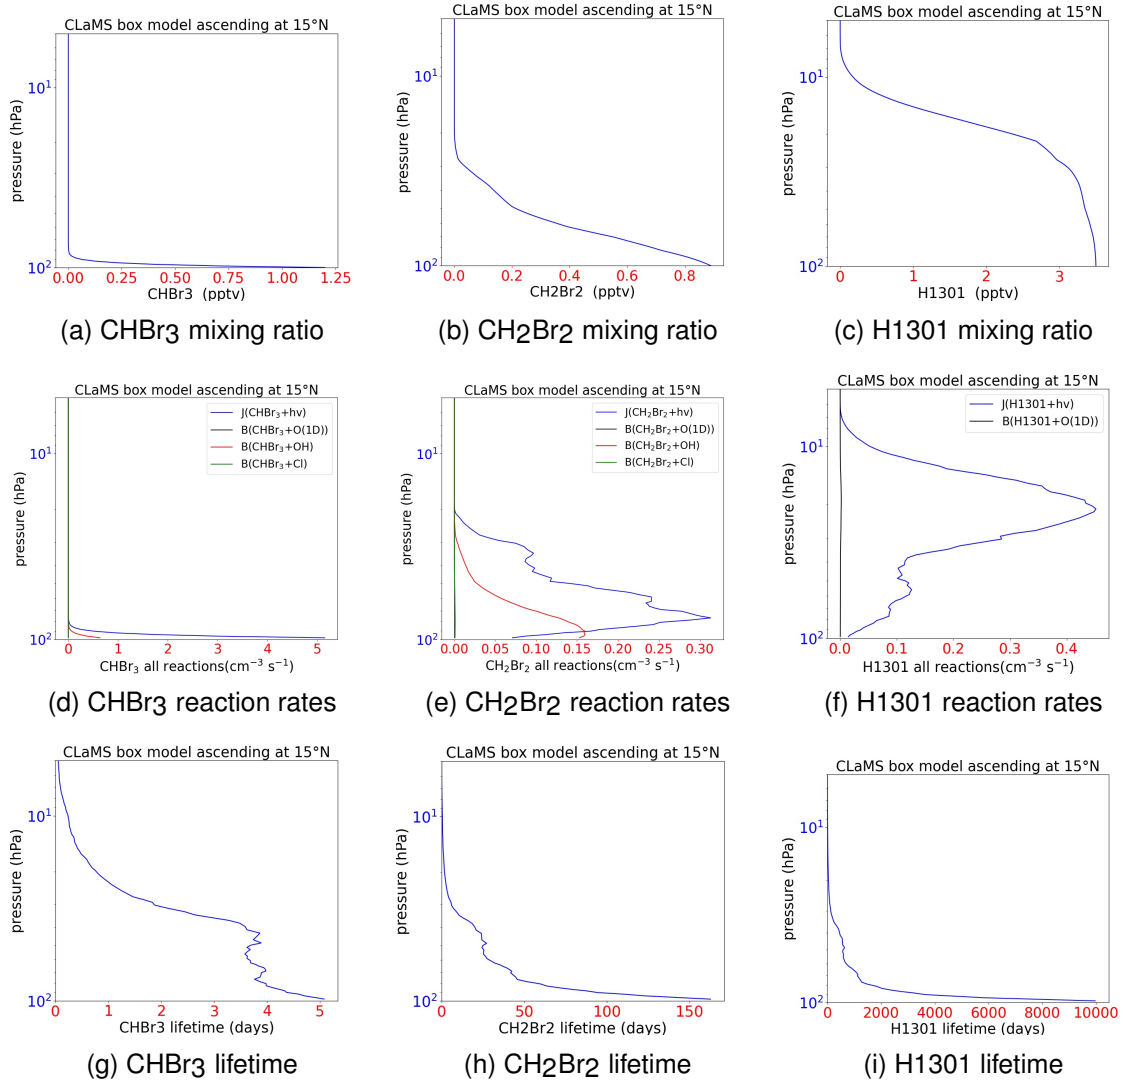 CLaMS box model ascending at 15°N
pressure (hPa)
10¹
10²
0.00 0.25 0.50 0.75 1.00 1.25
CHBr3 (pptv)
(a) CHBr3 mixing ratio
CLaMS box model ascending at 15°N
pressure (hPa)
10¹
10²
0.0 0.2 0.4 0.6 0.8
CH2Br2 (pptv)
(b) CH2Br2 mixing ratio
CLaMS box model ascending at 15°N
pressure (hPa)
10¹
10²
0 1 2 3
H1301 (pptv)
(c) H1301 mixing ratio
CLaMS box model ascending at 15°N
J(CHBr₃+hv)
B(CHBr₃+O(1D))
B(CHBr₃+OH)
B(CHBr₃+Cl)
pressure (hPa)
10¹
10²
0 1 2 3 4 5
CHBr₃ all reactions(cm⁻³ s⁻¹)
(d) CHBr3 reaction rates
CLaMS box model ascending at 15°N
J(CH₂Br₂+hv)
B(CH₂Br₂+O(1D))
B(CH₂Br₂+OH)
B(CH₂Br₂+Cl)
pressure (hPa)
10¹
10²
0.00 0.05 0.10 0.15 0.20 0.25 0.30
CH₂Br₂ all reactions(cm⁻³ s⁻¹)
(e) CH2Br2 reaction rates
CLaMS box model ascending at 15°N
J(H1301+hv)
B(H1301+O(1D))
pressure (hPa)
10¹
10²
0.0 0.1 0.2 0.3 0.4
H1301 all reactions(cm⁻³ s⁻¹)
(f) H1301 reaction rates
CLaMS box model ascending at 15°N
pressure (hPa)
10¹
10²
0 1 2 3 4 5
CHBr3 lifetime (days)
(g) CHBr3 lifetime
CLaMS box model ascending at 15°N
pressure (hPa)
10¹
10²
0 50 100 150
CH2Br2 lifetime (days)
(h) CH2Br2 lifetime
CLaMS box model ascending at 15°N
pressure (hPa)
10¹
10²
0 2000 4000 6000 8000 10000
H1301 lifetime (days)
(i) H1301 lifetime